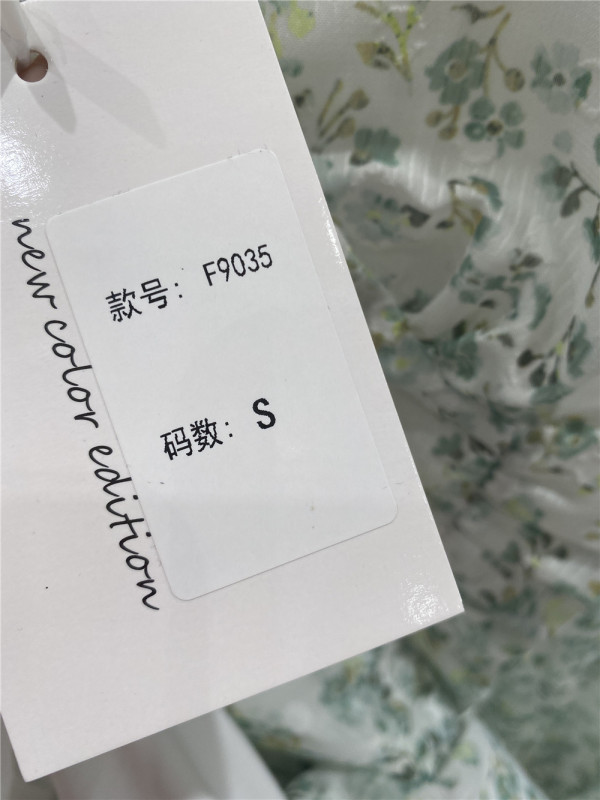 new color edition
款号: F9035
码数: S